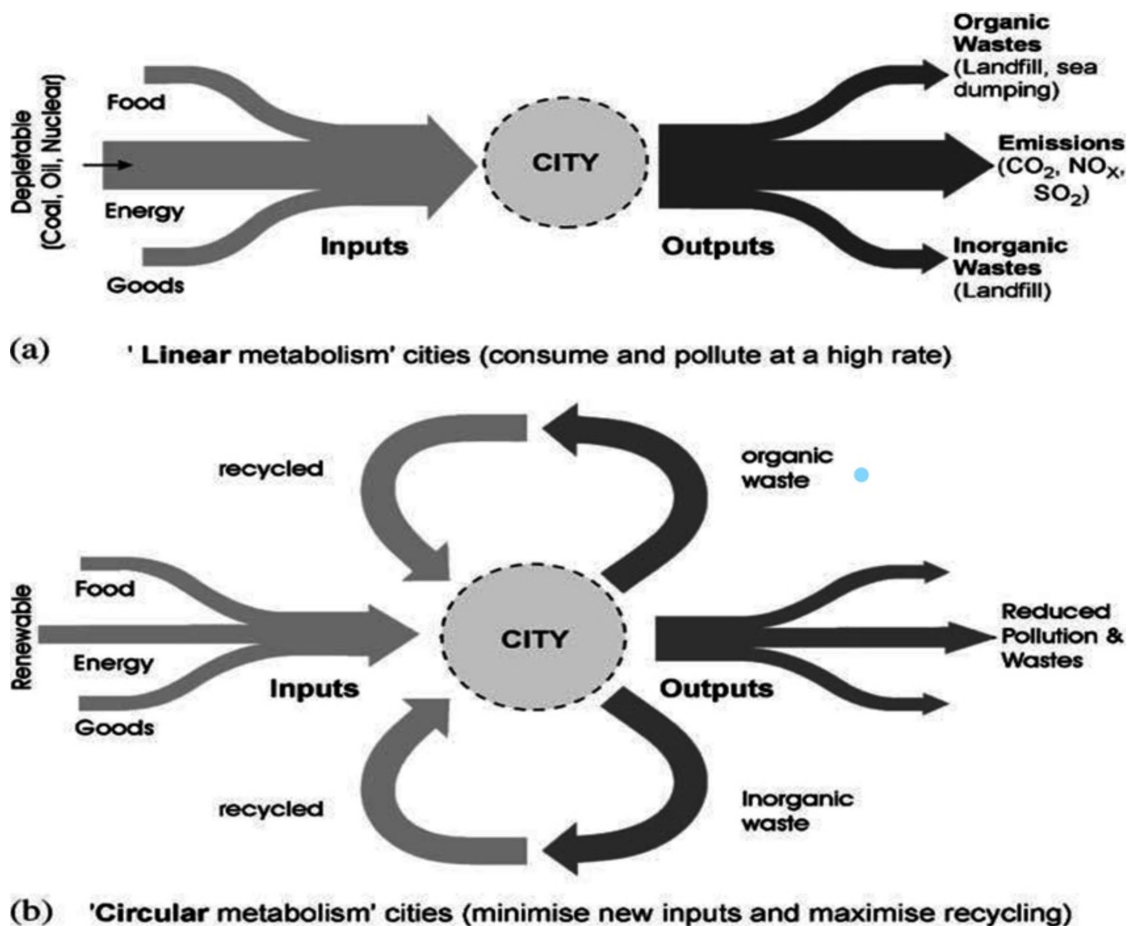 Organic
Wastes
(Landfill, sea
dumping)
Depletable
(Coal, Oil, Nuclear)
Food
Energy
Goods
Inputs
CITY
Outputs
Emissions
(CO₂, NOₓ,
SO₂)
Inorganic
Wastes
(Landfill)
(a) ' Linear metabolism' cities (consume and pollute at a high rate)
recycled
organic
waste
Renewable
Food
Energy
Goods
Inputs
CITY
Outputs
Reduced
Pollution &
Wastes
recycled
Inorganic
waste
(b) 'Circular metabolism' cities (minimise new inputs and maximise recycling)